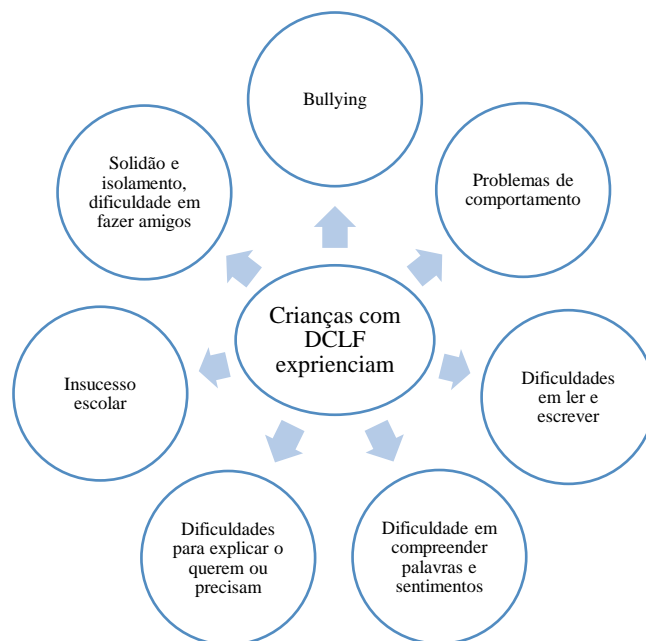 Bullying
Solidão e
isolamento,
dificuldade em
fazer amigos
Problemas de
comportamento
Crianças com
DCLF
exprienciam
Insucesso
escolar
Dificuldades
em ler e
escrever
Dificuldades
para explicar o
querem ou
precisam
Dificuldade em
compreender
palavras e
sentimentos